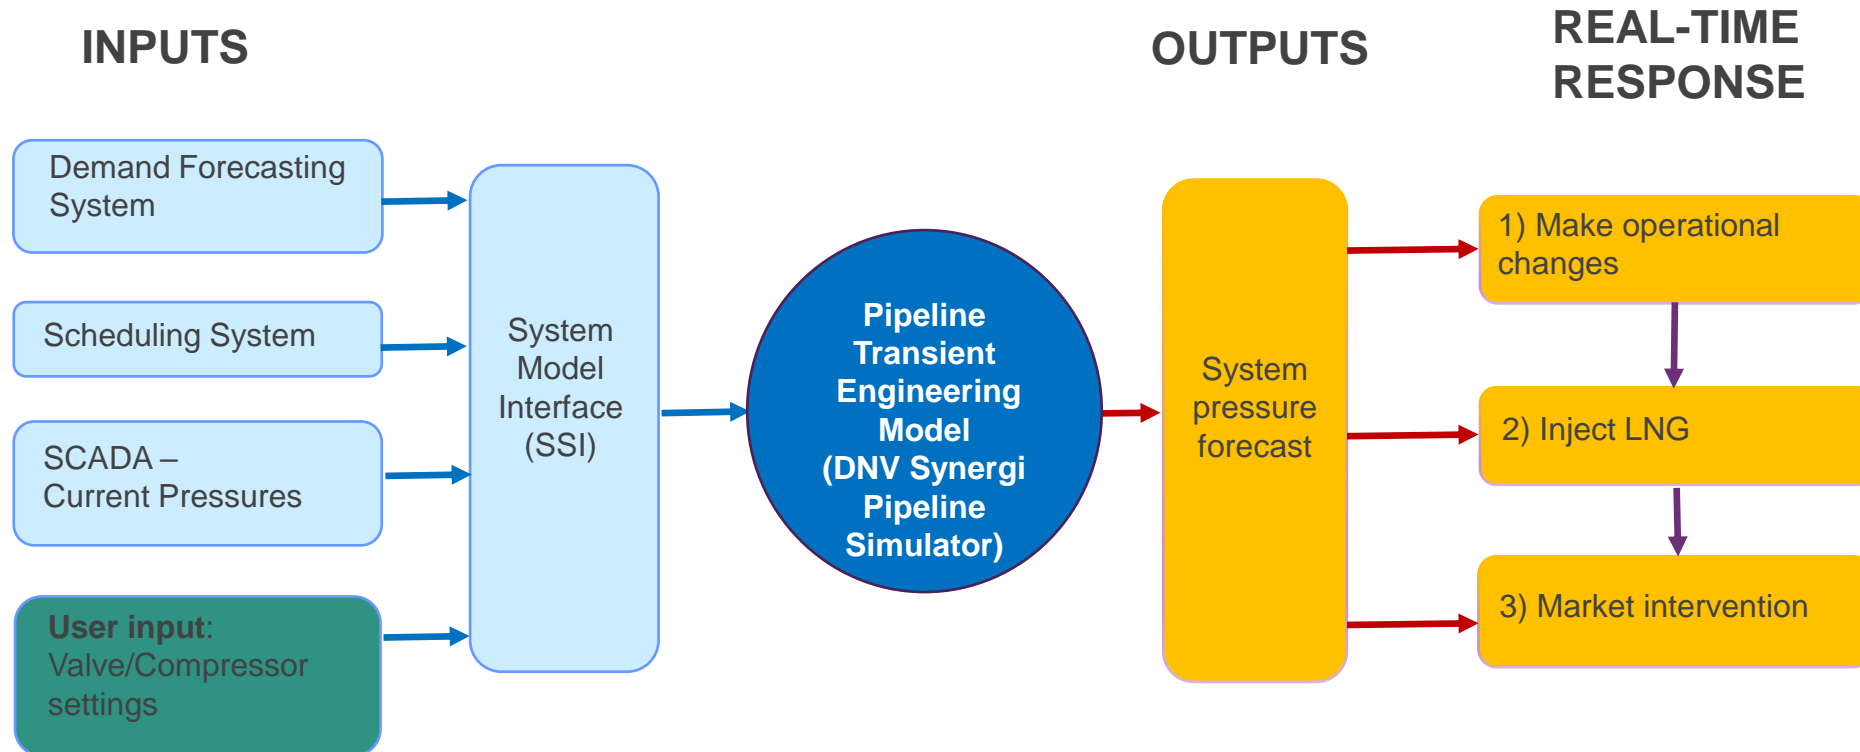 INPUTS
OUTPUTS
REAL-TIME
RESPONSE
Demand Forecasting
System
Scheduling System
SCADA –
Current Pressures
User input:
Valve/Compressor
settings
System
Model
Interface
(SSI)
Pipeline
Transient
Engineering
Model
(DNV Synergi
Pipeline
Simulator)
System
pressure
forecast
1) Make operational
changes
2) Inject LNG
3) Market intervention